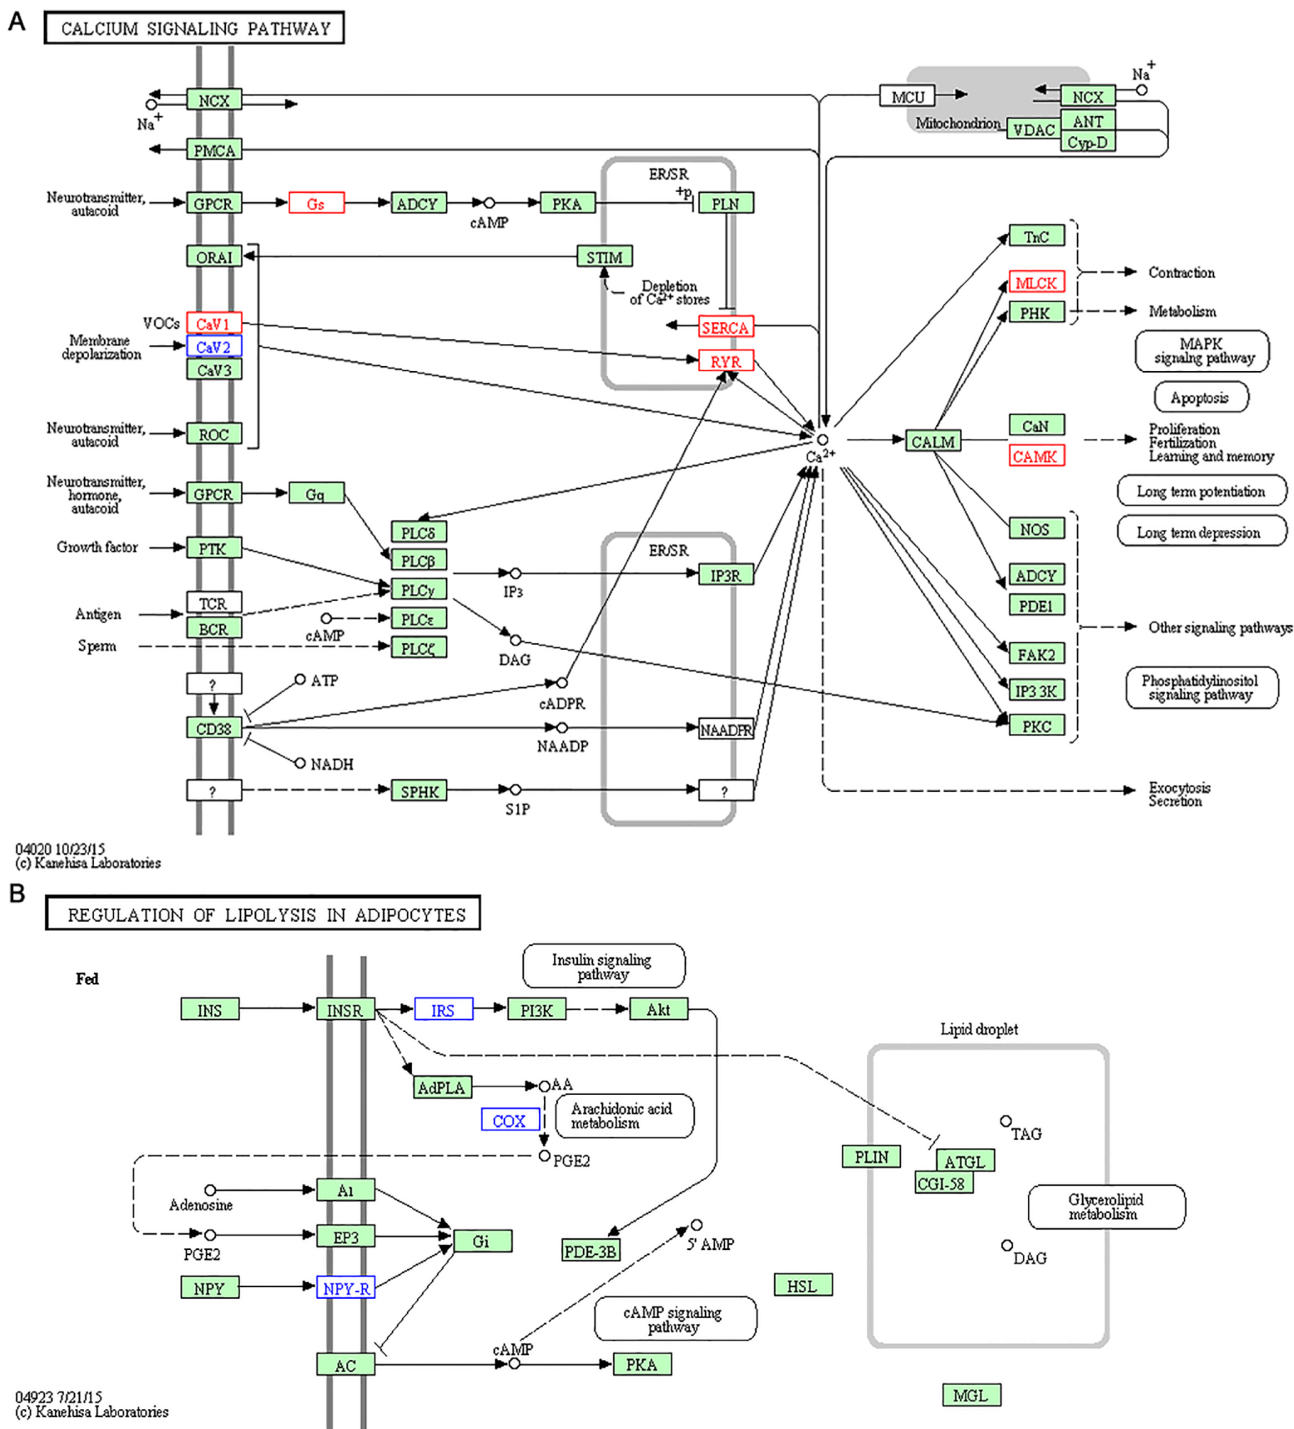 A
CALCIUM SIGNALING PATHWAY
NCX
Na+
PMCA
MCU
Na+
NCX
Mitochondrion
VDAC
ANT
Cyp-D
Neurotransmitter,
autacoid
GPCR
Gs
ADCY
cAMP
PKA
ER/SR
+p
PLN
ORAI
STIM
Depletion
of Ca2+ stores
VOCs
CaV1
Membrane
depolarization
CaV2
CaV3
SERCA
RYR
Neurotransmitter,
autacoid
ROC
TnC
MLCK
PHK
Contraction
Metabolism
MAPK
signaling pathway
Apoptosis
Ca2+
CALM
CaN
CAMK
Proliferation
Fertilization
Learning and memory
Long term potentiation
Long term depression
Neurotransmitter,
hormone,
autacoid
GPCR
Gq
Growth factor
PTK
Antigen
TCR
BCR
Sperm
cAMP
PLCδ
PLCβ
PLCγ
PLCε
PLCζ
IP3
DAG
ER/SR
IP3R
NOS
ADCY
PDE1
FAK2
IP3 3K
PKC
Other signaling pathways
Phosphatidylinositol
signaling pathway
?
ATP
CD38
NADH
cADPR
NAADP
NAADPR
?
SPHK
S1P
?
Exocytosis
Secretion
04020 10/23/15
(c) Kanehisa Laboratories
B
REGULATION OF LIPOLYSIS IN ADIPOCYTES
Fed
Insulin signaling
pathway
INS
INSR
IRS
PI3K
Akt
Lipid droplet
AdPLA
AA
COX
Arachidonic acid
metabolism
PGE2
Adenosine
A1
PGE2
EP3
Gi
NPY
NPY-R
PDE-3B
5' AMP
PLIN
ATGL
CGI-58
TAG
Glycerolipid
metabolism
DAG
HSL
cAMP signaling
pathway
AC
cAMP
PKA
MGL
04923 7/21/15
(c) Kanehisa Laboratories